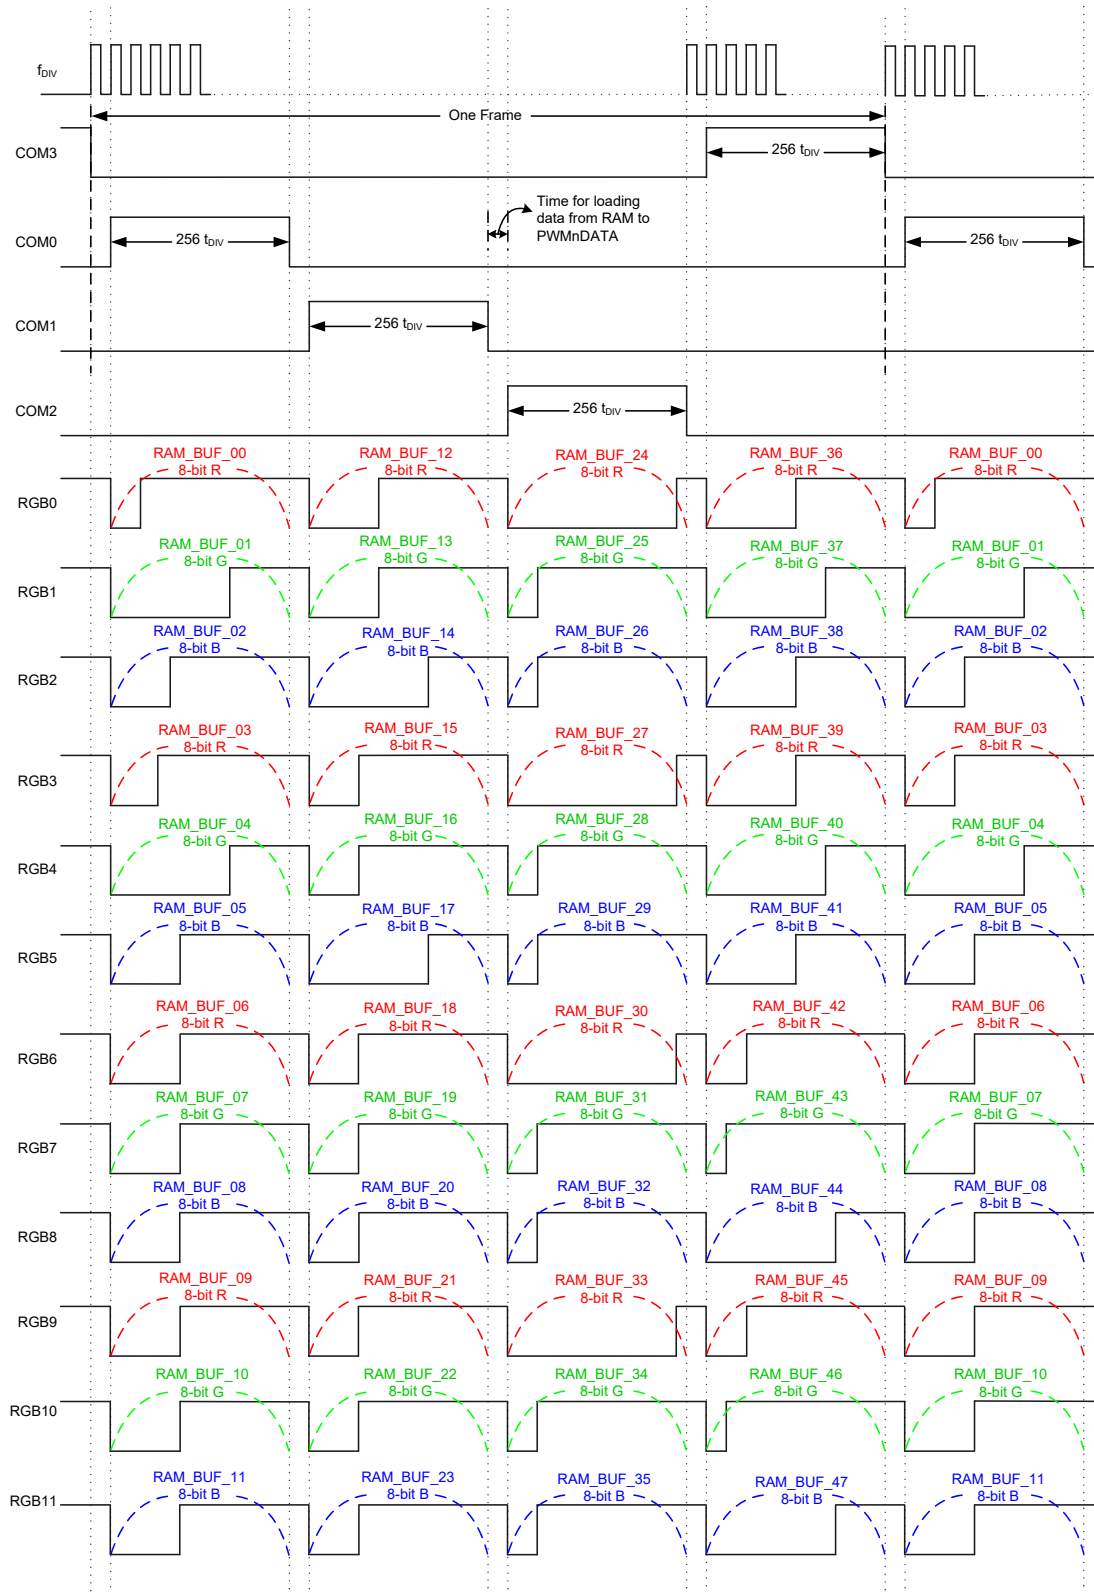 fDIV
One Frame
COM3
256 tDIV
Time for loading
data from RAM to
PWMnDATA
COM0
256 tDIV
256 tDIV
COM1
256 tDIV
COM2
256 tDIV
RAM_BUF_00
8-bit R
RAM_BUF_12
8-bit R
RAM_BUF_24
8-bit R
RAM_BUF_36
8-bit R
RAM_BUF_00
8-bit R
RGB0
RAM_BUF_01
8-bit G
RAM_BUF_13
8-bit G
RAM_BUF_25
8-bit G
RAM_BUF_37
8-bit G
RAM_BUF_01
8-bit G
RGB1
RAM_BUF_02
8-bit B
RAM_BUF_14
8-bit B
RAM_BUF_26
8-bit B
RAM_BUF_38
8-bit B
RAM_BUF_02
8-bit B
RGB2
RAM_BUF_03
8-bit R
RAM_BUF_15
8-bit R
RAM_BUF_27
8-bit R
RAM_BUF_39
8-bit R
RAM_BUF_03
8-bit R
RGB3
RAM_BUF_04
8-bit G
RAM_BUF_16
8-bit G
RAM_BUF_28
8-bit G
RAM_BUF_40
8-bit G
RAM_BUF_04
8-bit G
RGB4
RAM_BUF_05
8-bit B
RAM_BUF_17
8-bit B
RAM_BUF_29
8-bit B
RAM_BUF_41
8-bit B
RAM_BUF_05
8-bit B
RGB5
RAM_BUF_06
8-bit R
RAM_BUF_18
8-bit R
RAM_BUF_30
8-bit R
RAM_BUF_42
8-bit R
RAM_BUF_06
8-bit R
RGB6
RAM_BUF_07
8-bit G
RAM_BUF_19
8-bit G
RAM_BUF_31
8-bit G
RAM_BUF_43
8-bit G
RAM_BUF_07
8-bit G
RGB7
RAM_BUF_08
8-bit B
RAM_BUF_20
8-bit B
RAM_BUF_32
8-bit B
RAM_BUF_44
8-bit B
RAM_BUF_08
8-bit B
RGB8
RAM_BUF_09
8-bit R
RAM_BUF_21
8-bit R
RAM_BUF_33
8-bit R
RAM_BUF_45
8-bit R
RAM_BUF_09
8-bit R
RGB9
RAM_BUF_10
8-bit G
RAM_BUF_22
8-bit G
RAM_BUF_34
8-bit G
RAM_BUF_46
8-bit G
RAM_BUF_10
8-bit G
RGB10
RAM_BUF_11
8-bit B
RAM_BUF_23
8-bit B
RAM_BUF_35
8-bit B
RAM_BUF_47
8-bit B
RAM_BUF_11
8-bit B
RGB11